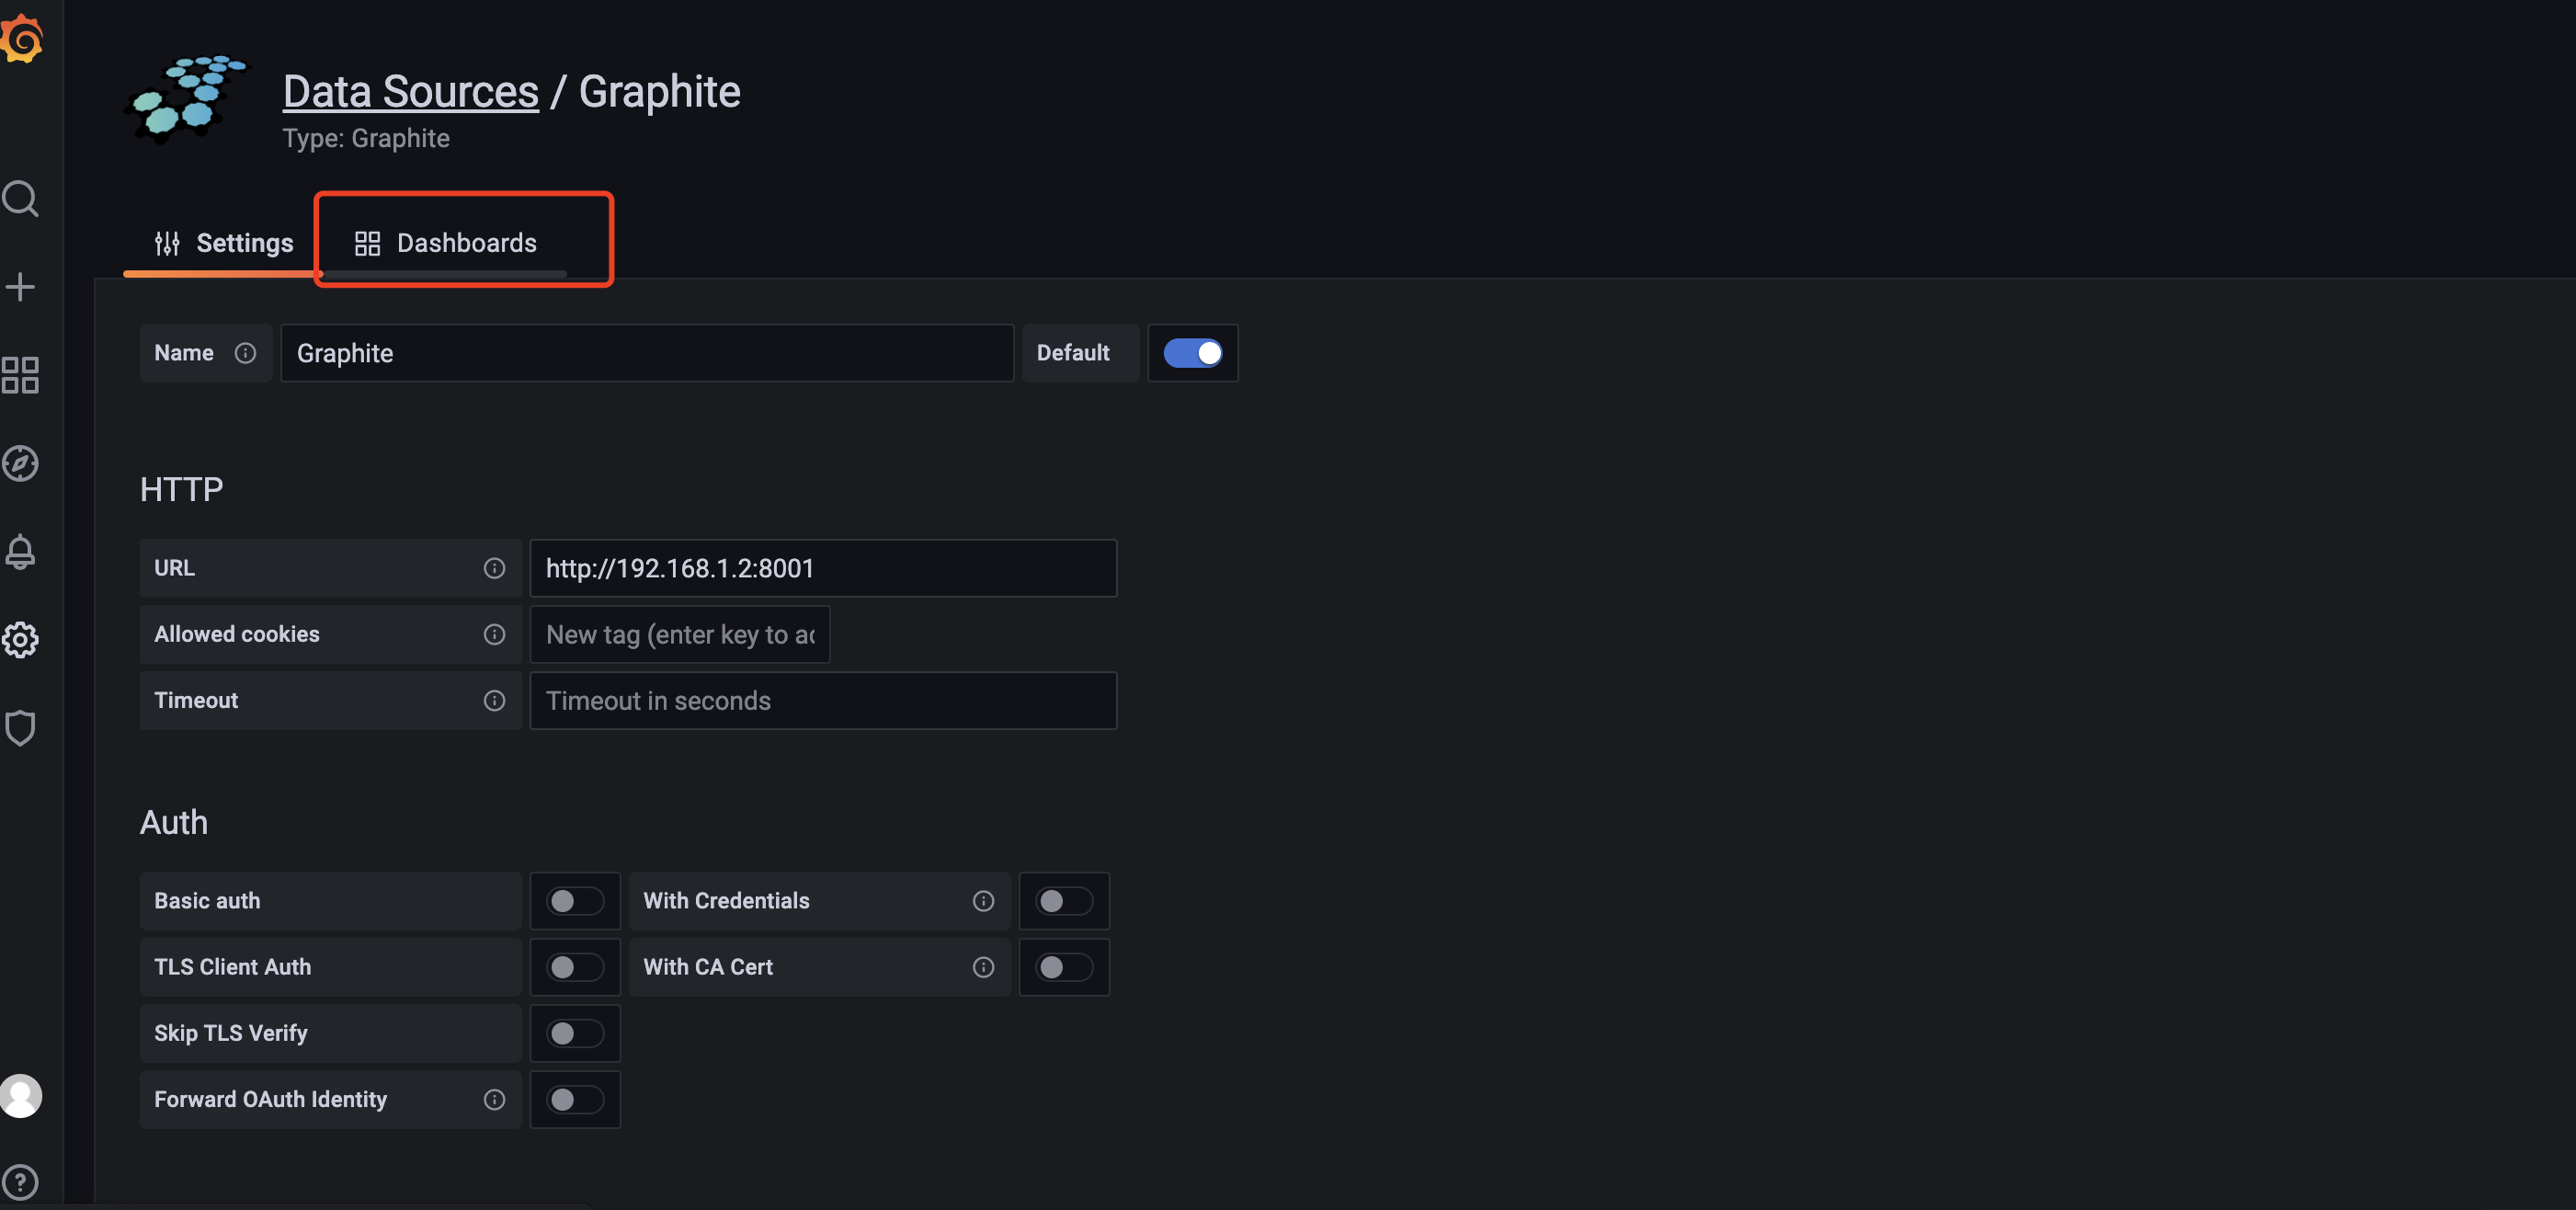 Data Sources / Graphite
Type: Graphite
Settings
Dashboards
Name
Graphite
Default
HTTP
URL
http://192.168.1.2:8001
Allowed cookies
New tag (enter key to ac
Timeout
Timeout in seconds
Auth
Basic auth
With Credentials
TLS Client Auth
With CA Cert
Skip TLS Verify
Forward OAuth Identity